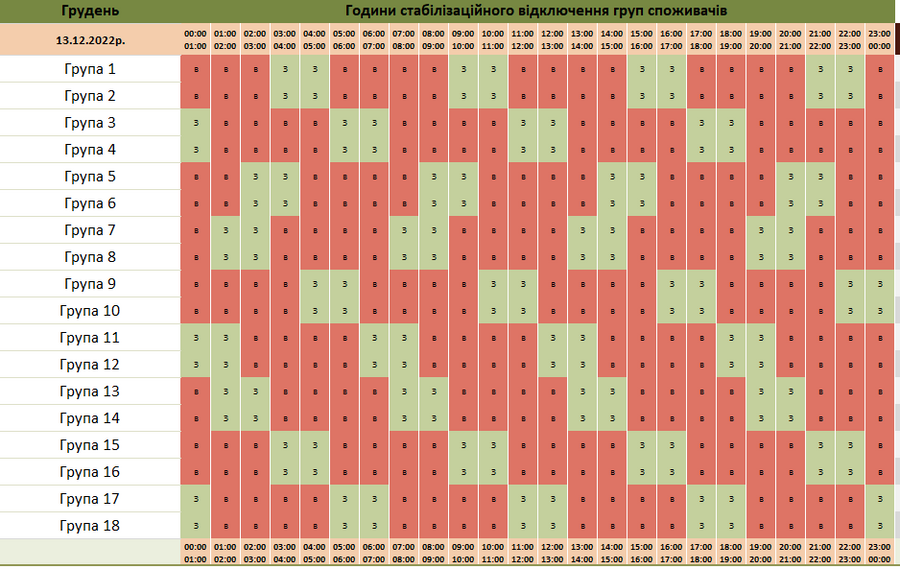 Грудень Години стабілізаційного відключення груп споживачів
13.12.2022р. 00:00 01:00 02:00 03:00 04:00 05:00 06:00 07:00 08:00 09:00 10:00 11:00 12:00 13:00 14:00 15:00 16:00 17:00 18:00 19:00 20:00 21:00 22:00 23:00
01:00 02:00 03:00 04:00 05:00 06:00 07:00 08:00 09:00 10:00 11:00 12:00 13:00 14:00 15:00 16:00 17:00 18:00 19:00 20:00 21:00 22:00 23:00 00:00
Група 1 в в в з з в в в в з з в в в в з з в в в в з з в
Група 2 в в в з з в в в в з з в в в в з з в в в в з з в
Група 3 з в в в в з з в в в в з з в в в в з з в в в в в
Група 4 з в в в в з з в в в в з з в в в в з з в в в в в
Група 5 в в з з в в в в з з в в в в з з в в в в з з в в
Група 6 в в з з в в в в з з в в в в з з в в в в з з в в
Група 7 в з з в в в в з з в в в в з з в в в в з з в в в
Група 8 в з з в в в в з з в в в в з з в в в в з з в в в
Група 9 в в в в з з в в в в з з в в в в з з в в в в з з
Група 10 в в в в з з в в в в з з в в в в з з в в в в з з
Група 11 з з в в в в з з в в в в з з в в в в з з в в в в
Група 12 з з в в в в з з в в в в з з в в в в з з в в в в
Група 13 в з з в в в в з з в в в в з з в в в в з з в в в
Група 14 в з з в в в в з з в в в в з з в в в в з з в в в
Група 15 в в в з з в в в в з з в в в в з з в в в в з з в
Група 16 в в в з з в в в в з з в в в в з з в в в в з з в
Група 17 з в в в в з з в в в в з з в в в в з з в в в в з
Група 18 з в в в в з з в в в в з з в в в в з з в в в в з
00:00 01:00 02:00 03:00 04:00 05:00 06:00 07:00 08:00 09:00 10:00 11:00 12:00 13:00 14:00 15:00 16:00 17:00 18:00 19:00 20:00 21:00 22:00 23:00
01:00 02:00 03:00 04:00 05:00 06:00 07:00 08:00 09:00 10:00 11:00 12:00 13:00 14:00 15:00 16:00 17:00 18:00 19:00 20:00 21:00 22:00 23:00 00:00